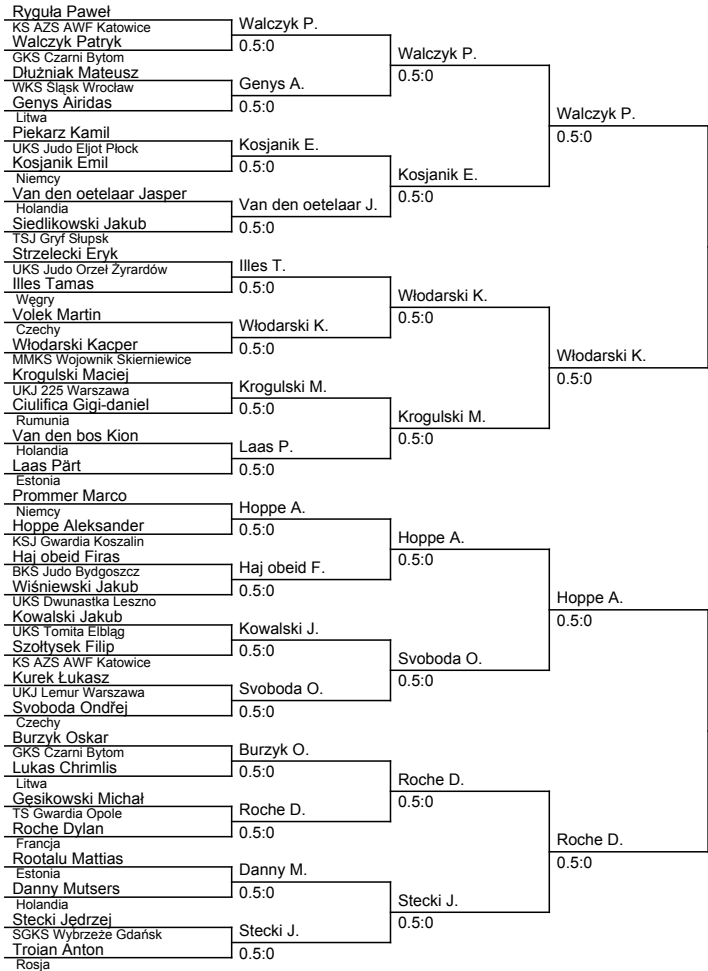 Ryguła Paweł
KS AZS AWF Katowice
Walczyk Patryk
GKS Czarni Bytom
Dłużniak Mateusz
WKS Śląsk Wrocław
Genys Airidas
Litwa
Piekarz Kamil
UKS Judo Eljot Płock
Kosjanik Emil
Niemcy
Van den oetelaar Jasper
Holandia
Siedlikowski Jakub
TSJ Gryf Słupsk
Strzelecki Eryk
UKS Judo Orzeł Żyrardów
Illes Tamas
Węgry
Volek Martin
Czechy
Włodarski Kacper
MMKS Wojownik Skierniewice
Krogulski Maciej
UKJ 225 Warszawa
Ciulifica Gigi-daniel
Rumunia
Van den bos Kion
Holandia
Laas Pärt
Estonia
Prommer Marco
Niemcy
Hoppe Aleksander
KSJ Gwardia Koszalin
Haj obeid Firas
BKS Judo Bydgoszcz
Wiśniewski Jakub
UKS Dwunastka Leszno
Kowalski Jakub
UKS Tomita Elbląg
Szołtysek Filip
KS AZS AWF Katowice
Kurek Łukasz
UKJ Lemur Warszawa
Svoboda Ondřej
Czechy
Burzyk Oskar
GKS Czarni Bytom
Lukas Chrimlis
Litwa
Gęsikowski Michał
TS Gwardia Opole
Roche Dylan
Francja
Rootalu Mattias
Estonia
Danny Mutsers
Holandia
Stecki Jędrzej
SGKS Wybrzeże Gdańsk
Troian Anton
Rosja
Walczyk P.
0.5:0
Genys A.
0.5:0
Kosjanik E.
0.5:0
Van den oetelaar J.
0.5:0
Illes T.
0.5:0
Włodarski K.
0.5:0
Krogulski M.
0.5:0
Laas P.
0.5:0
Hoppe A.
0.5:0
Haj obeid F.
0.5:0
Kowalski J.
0.5:0
Svoboda O.
0.5:0
Burzyk O.
0.5:0
Roche D.
0.5:0
Danny M.
0.5:0
Stecki J.
0.5:0
Walczyk P.
0.5:0
Kosjanik E.
0.5:0
Włodarski K.
0.5:0
Krogulski M.
0.5:0
Hoppe A.
0.5:0
Svoboda O.
0.5:0
Roche D.
0.5:0
Stecki J.
0.5:0
Walczyk P.
0.5:0
Włodarski K.
0.5:0
Hoppe A.
0.5:0
Roche D.
0.5:0